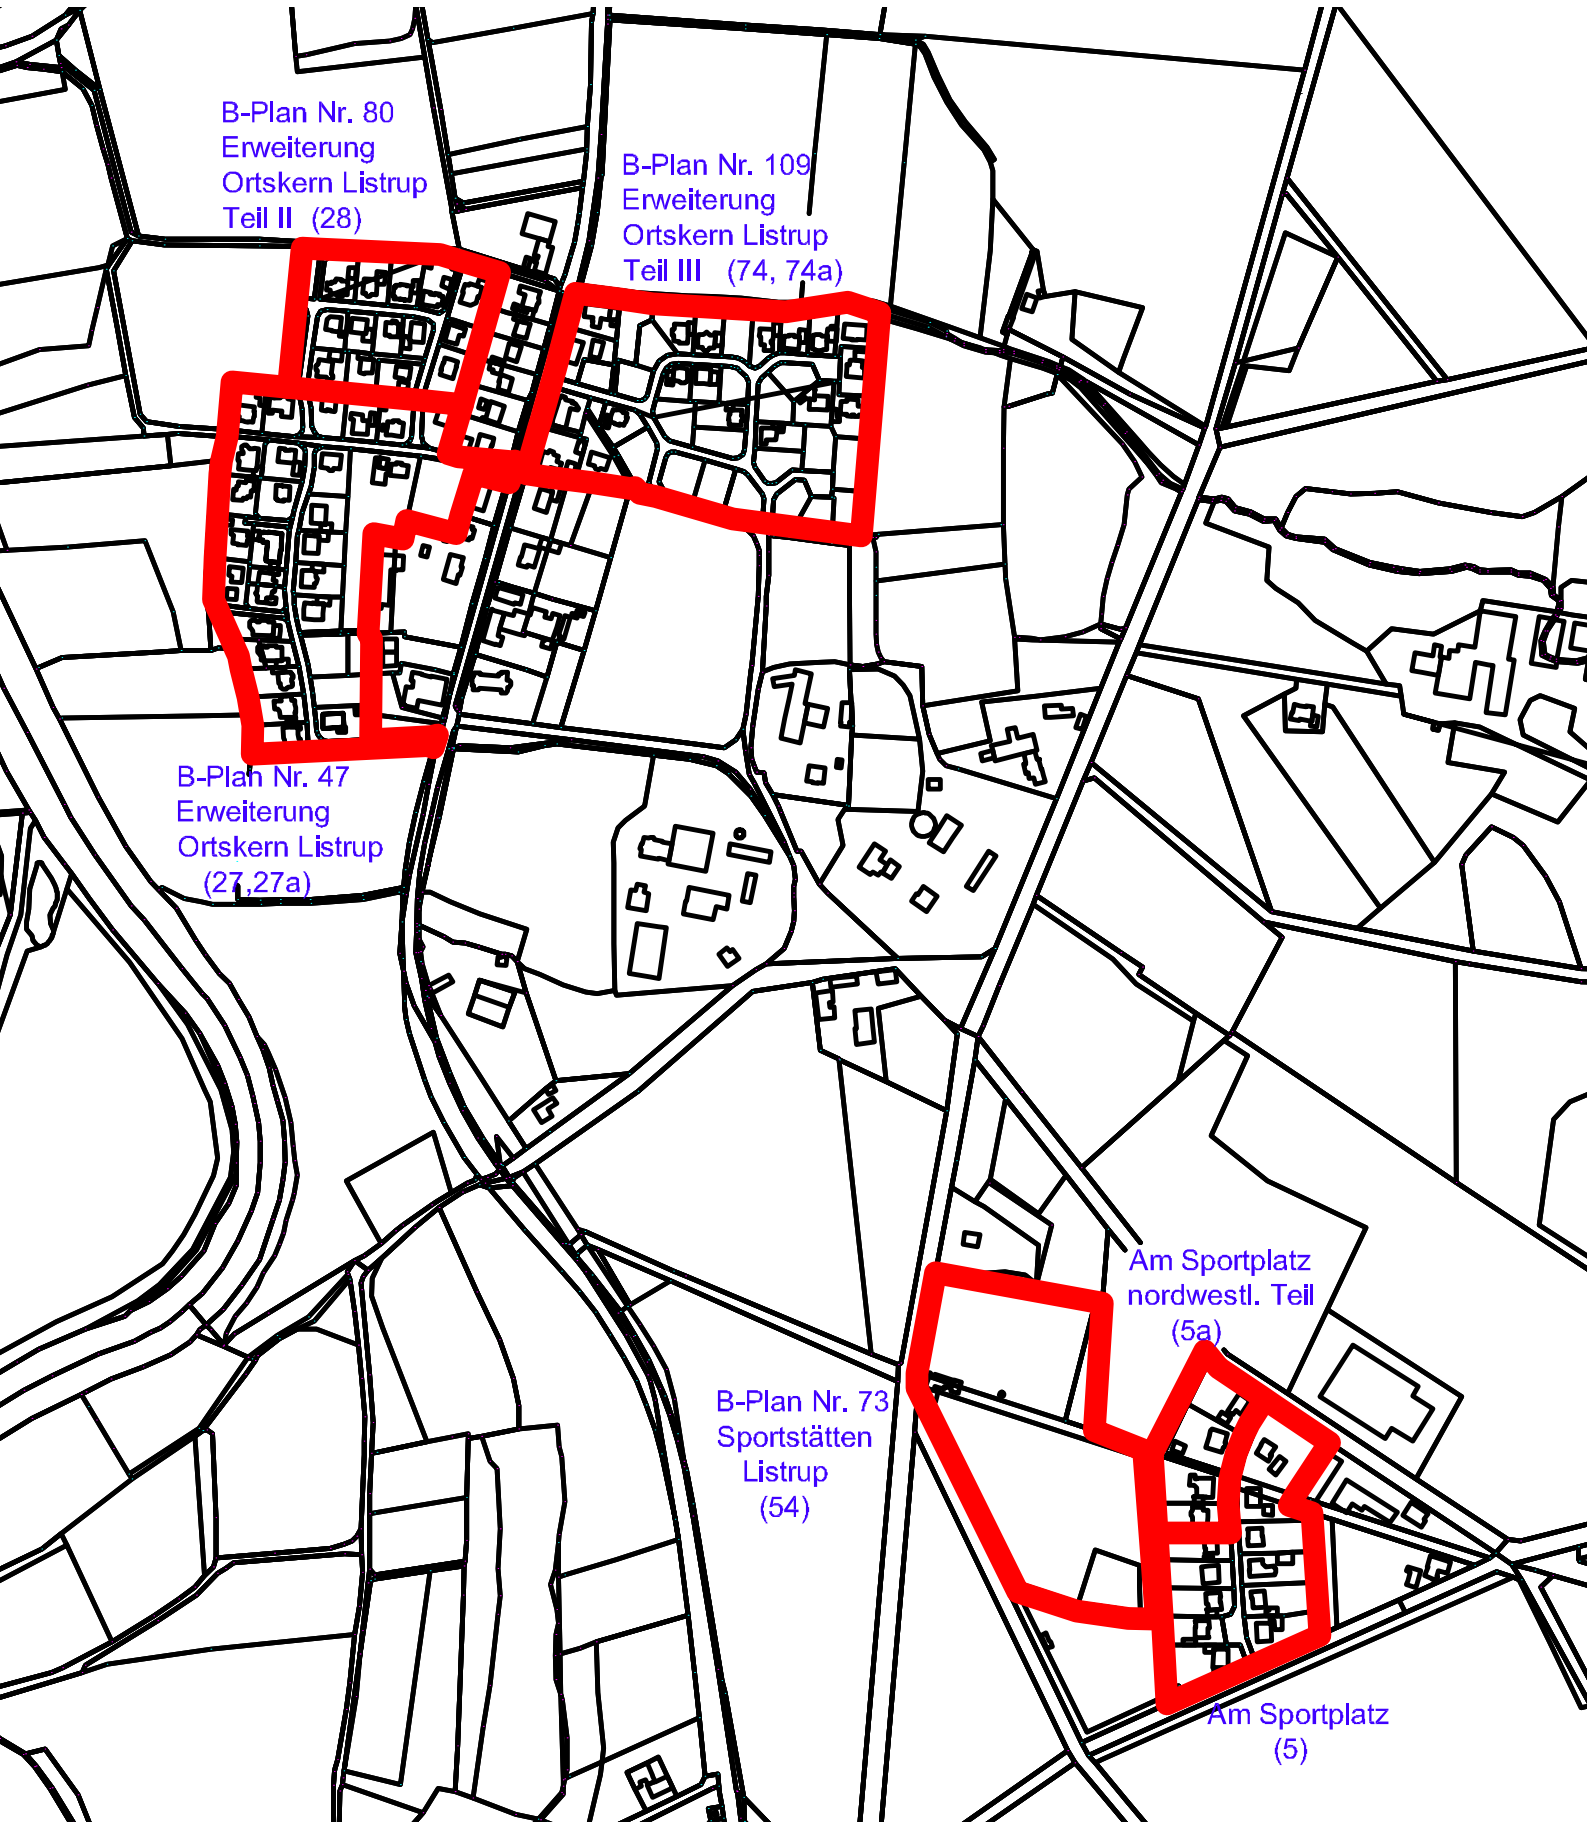 B-Plan Nr. 80
Erweiterung
Ortskern Listrup
Teil II (28)
B-Plan Nr. 109
Erweiterung
Ortskern Listrup
Teil III (74, 74a)
B-Plan Nr. 47
Erweiterung
Ortskern Listrup
(27,27a)
Am Sportplatz
nordwestl. Teil
(5a)
B-Plan Nr. 73
Sportstätten
Listrup
(54)
Am Sportplatz
(5)